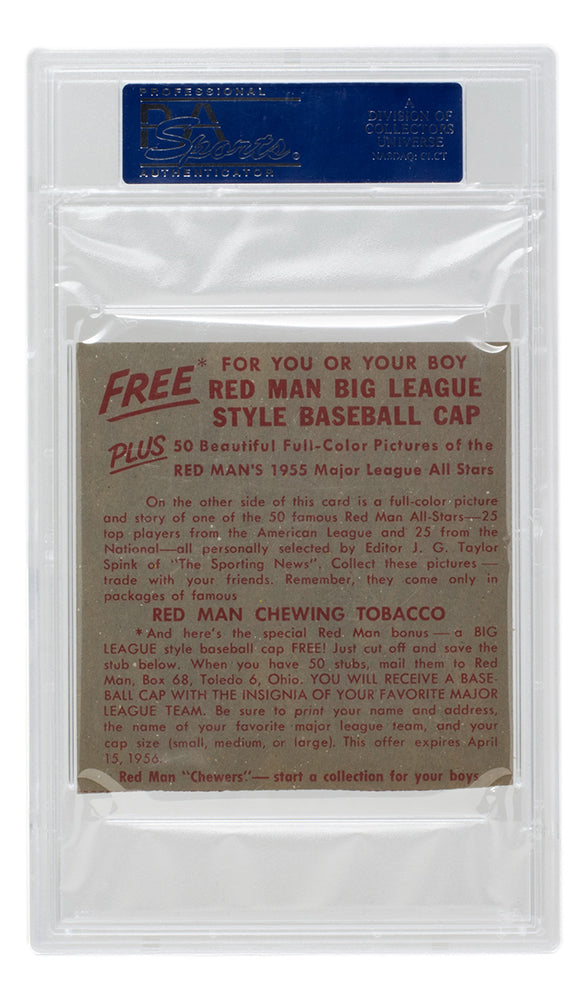 PROFESSIONAL
PSA
Sports®
AUTHENTICATOR
A
DIVISION OF
COLLECTORS
UNIVERSE
NASDAQ: CLCT
FREE* FOR YOU OR YOUR BOY
RED MAN BIG LEAGUE
STYLE BASEBALL CAP
PLUS 50 Beautiful Full-Color Pictures of the
RED MAN'S 1955 Major League All Stars
On the other side of this card is a full-color picture
and story of one of the 50 famous Red Man All-Stars—25
top players from the American League and 25 from the
National—all personally selected by Editor J. G. Taylor
Spink of "The Sporting News". Collect these pictures —
trade with your friends. Remember, they come only in
packages of famous
RED MAN CHEWING TOBACCO
*And here's the special Red Man bonus — a BIG
LEAGUE style baseball cap FREE! Just cut off and save the
stub below. When you have 50 stubs, mail them to Red
Man, Box 68, Toledo 6, Ohio. YOU WILL RECEIVE A BASE-
BALL CAP WITH THE INSIGNIA OF YOUR FAVORITE MAJOR
LEAGUE TEAM. Be sure to print your name and address,
the name of your favorite major league team, and your
cap size (small, medium, or large). This offer expires April
15, 1956.
Red Man "Chewers"— start a collection for your boys